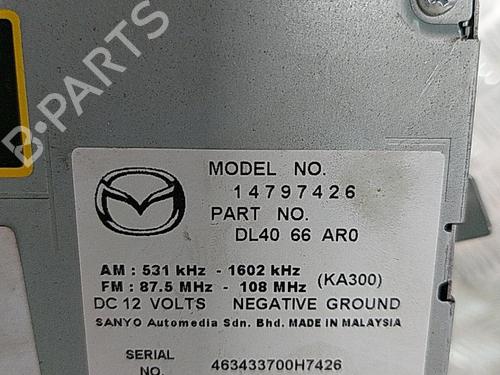 B-PARTS
MODEL NO.
14797426
PART NO.
DL40 66 AR0
AM : 531 kHz - 1602 kHz
FM : 87.5 MHz - 108 MHz (KA300)
DC 12 VOLTS NEGATIVE GROUND
SANYO Automedia Sdn. Bhd. MADE IN MALAYSIA
SERIAL
NO. 463433700H7426